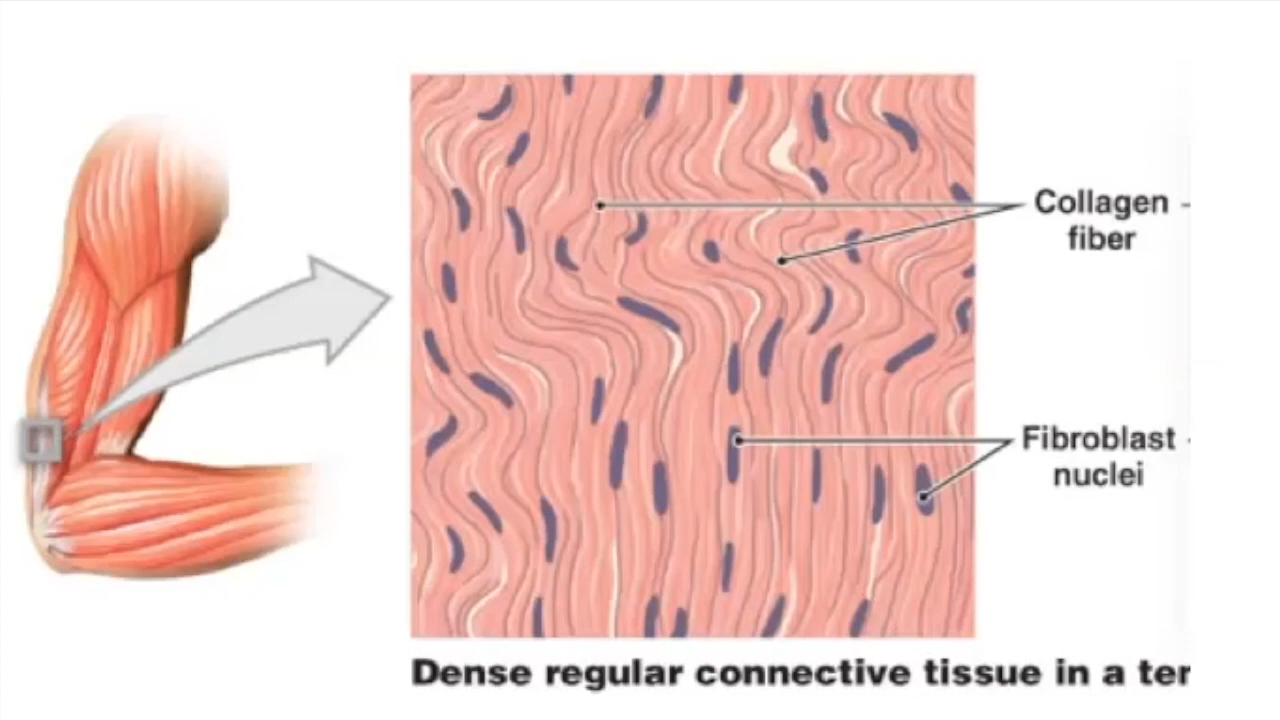 Collagen
fiber
Fibroblast
nuclei
Dense regular connective tissue in a ter